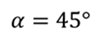 α = 45°